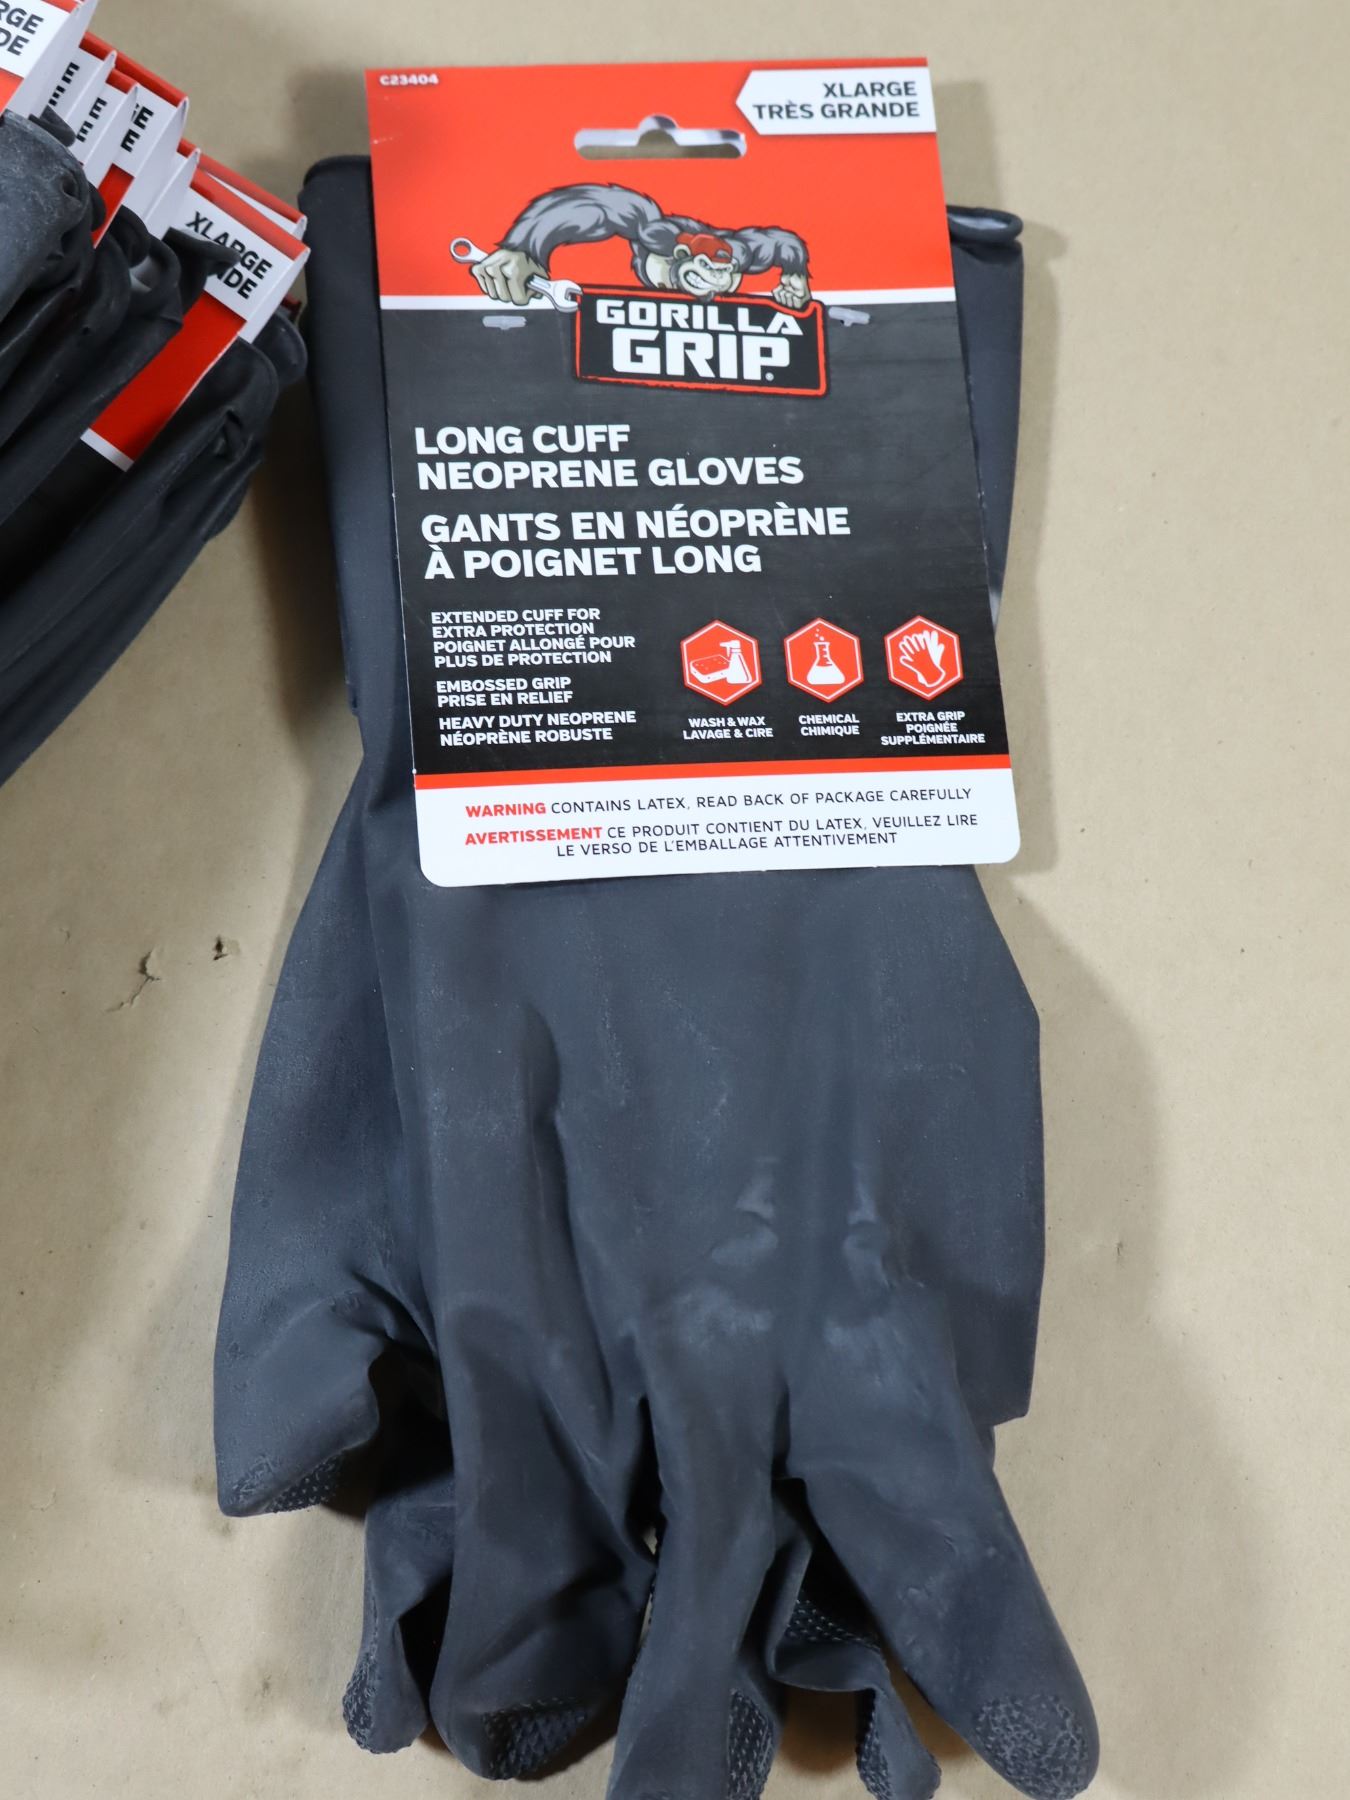 C23404
XLARGE
TRÈS GRANDE
GORILLA
GRIP®
LONG CUFF
NEOPRENE GLOVES
GANTS EN NÉOPRÈNE
À POIGNET LONG
EXTENDED CUFF FOR
EXTRA PROTECTION
POIGNET ALLONGÉ POUR
PLUS DE PROTECTION
EMBOSSED GRIP
PRISE EN RELIEF
HEAVY DUTY NEOPRENE
NÉOPRÈNE ROBUSTE
WASH & WAX
LAVAGE & CIRE
CHEMICAL
CHIMIQUE
EXTRA GRIP
POIGNÉE
SUPPLÉMENTAIRE
WARNING CONTAINS LATEX, READ BACK OF PACKAGE CAREFULLY
AVERTISSEMENT CE PRODUIT CONTIENT DU LATEX, VEUILLEZ LIRE
LE VERSO DE L'EMBALLAGE ATTENTIVEMENT
XLARGE